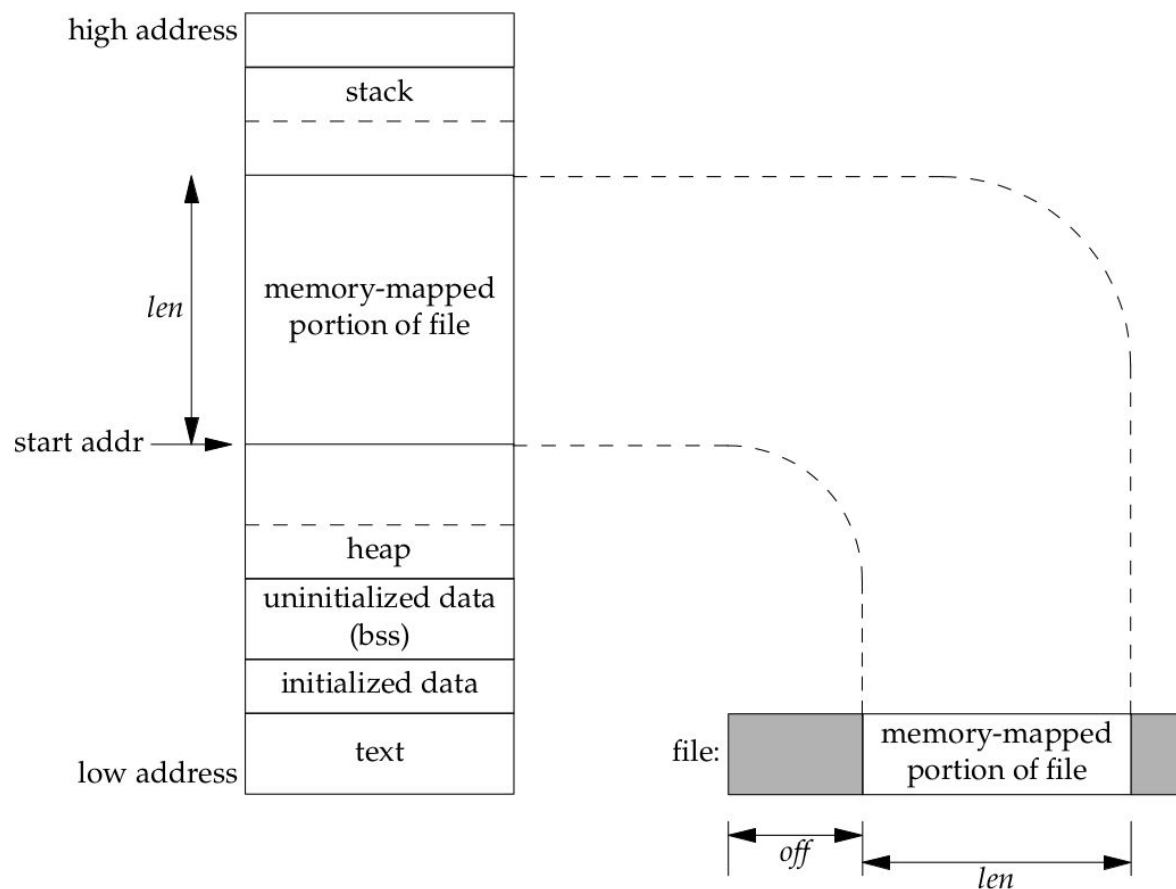 high address
stack
memory-mapped
portion of file
len
start addr
heap
uninitialized data
(bss)
initialized data
text
low address
file:
memory-mapped
portion of file
off
len